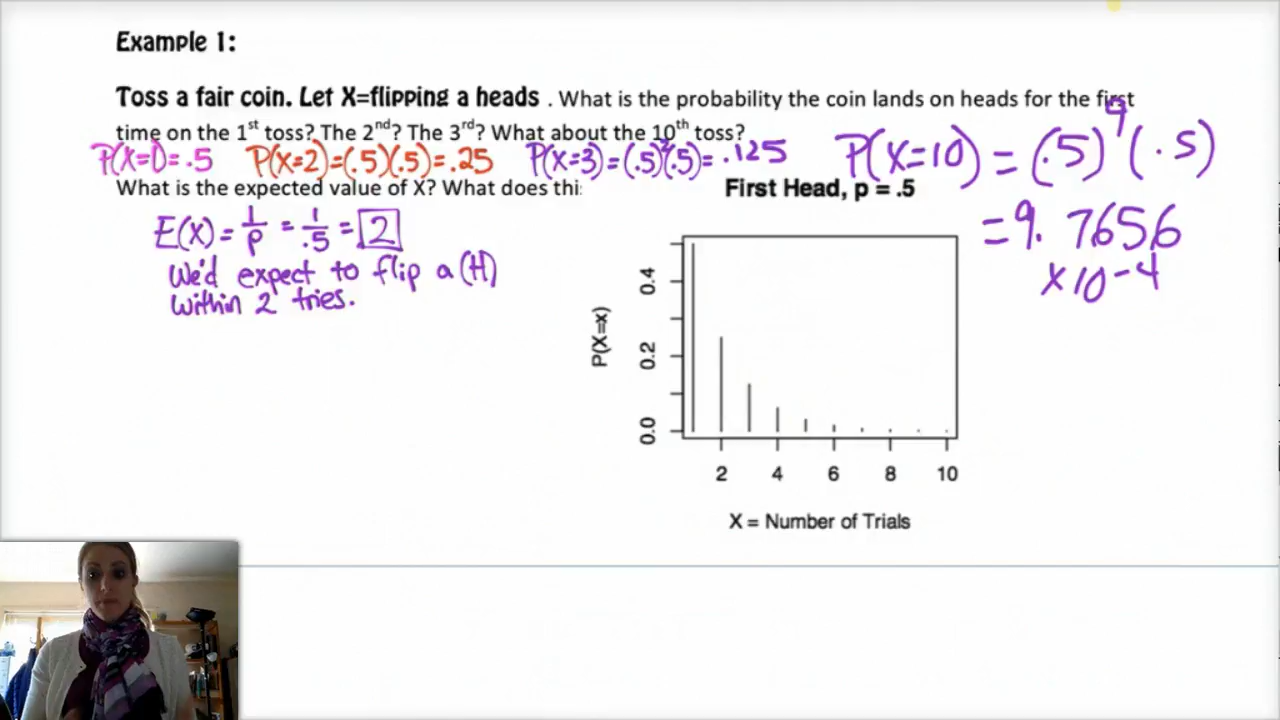 Example 1:
Toss a fair coin. Let X=flipping a heads . What is the probability the coin lands on heads for the first
time on the 1st toss? The 2nd? The 3rd? What about the 10th toss?
P(X=1)=.5 P(X=2)=(.5)(.5)=.25 P(X=3)=(.5)²(.5)=.125 P(X=10)=(.5)⁹(.5)
What is the expected value of X? What does thi
=9.7656
×10-4
E(X)=1/p=1/.5=2
We'd expect to flip a (H)
within 2 tries.
First Head, p = .5
P(X=x)
0.4
0.2
0.0
2 4 6 8 10
X = Number of Trials